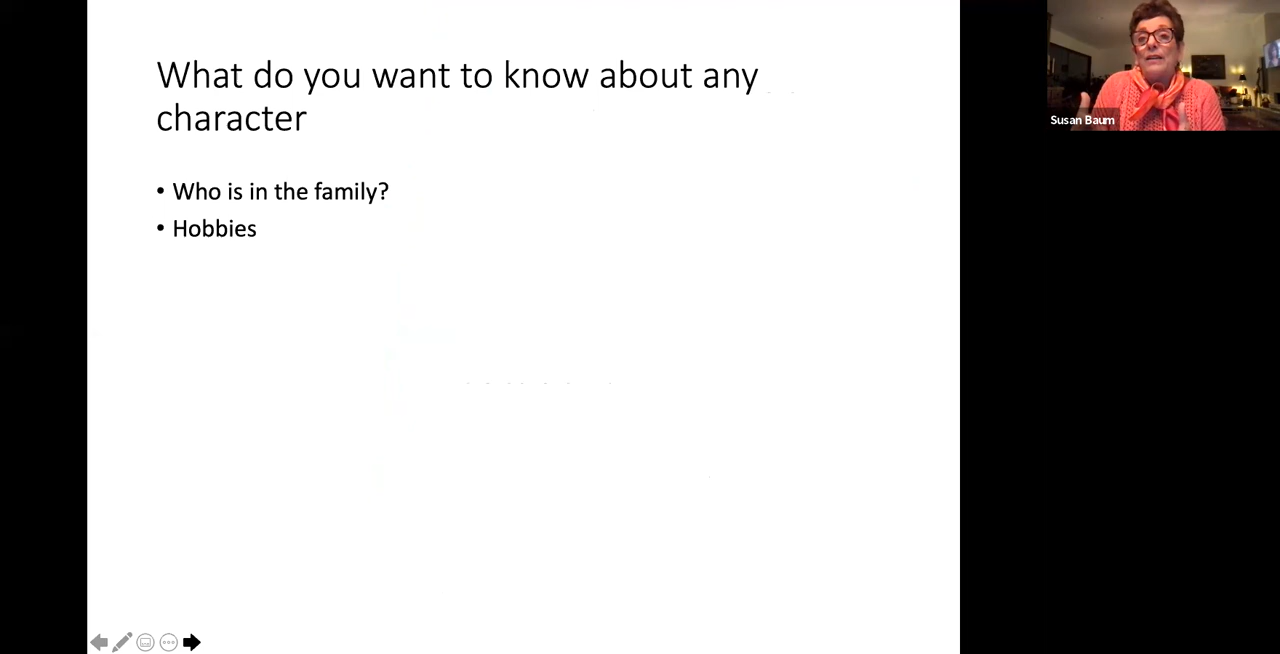 What do you want to know about any
character
• Who is in the family?
• Hobbies
Susan Baum